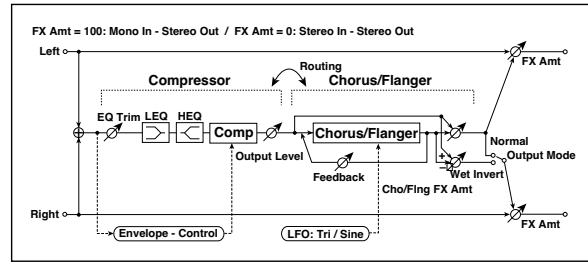 FX Amt = 100: Mono In - Stereo Out / FX Amt = 0: Stereo In - Stereo Out
Left
FX Amt
Routing
Compressor
Chorus/Flanger
EQ Trim
LEQ
HEQ
Comp
Chorus/Flanger
Normal
Output Mode
Output Level
+
−
Wet Invert
Feedback
Cho/Flng FX Amt
Right
FX Amt
Envelope - Control
LFO: Tri / Sine